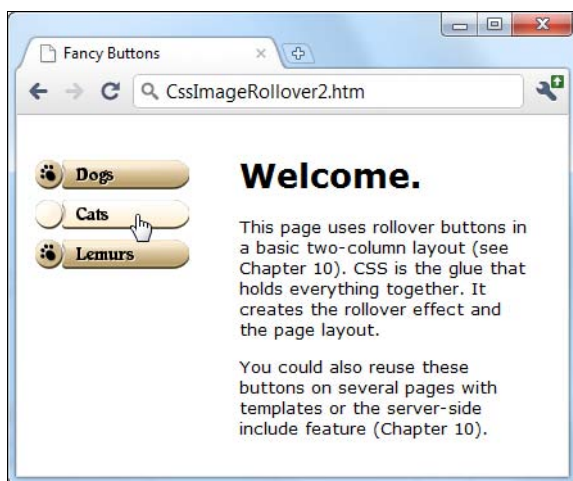 Fancy Buttons
CssImageRollover2.htm
Dogs
Cats
Lemurs
Welcome.
This page uses rollover buttons in
a basic two-column layout (see
Chapter 10). CSS is the glue that
holds everything together. It
creates the rollover effect and
the page layout.
You could also reuse these
buttons on several pages with
templates or the server-side
include feature (Chapter 10).